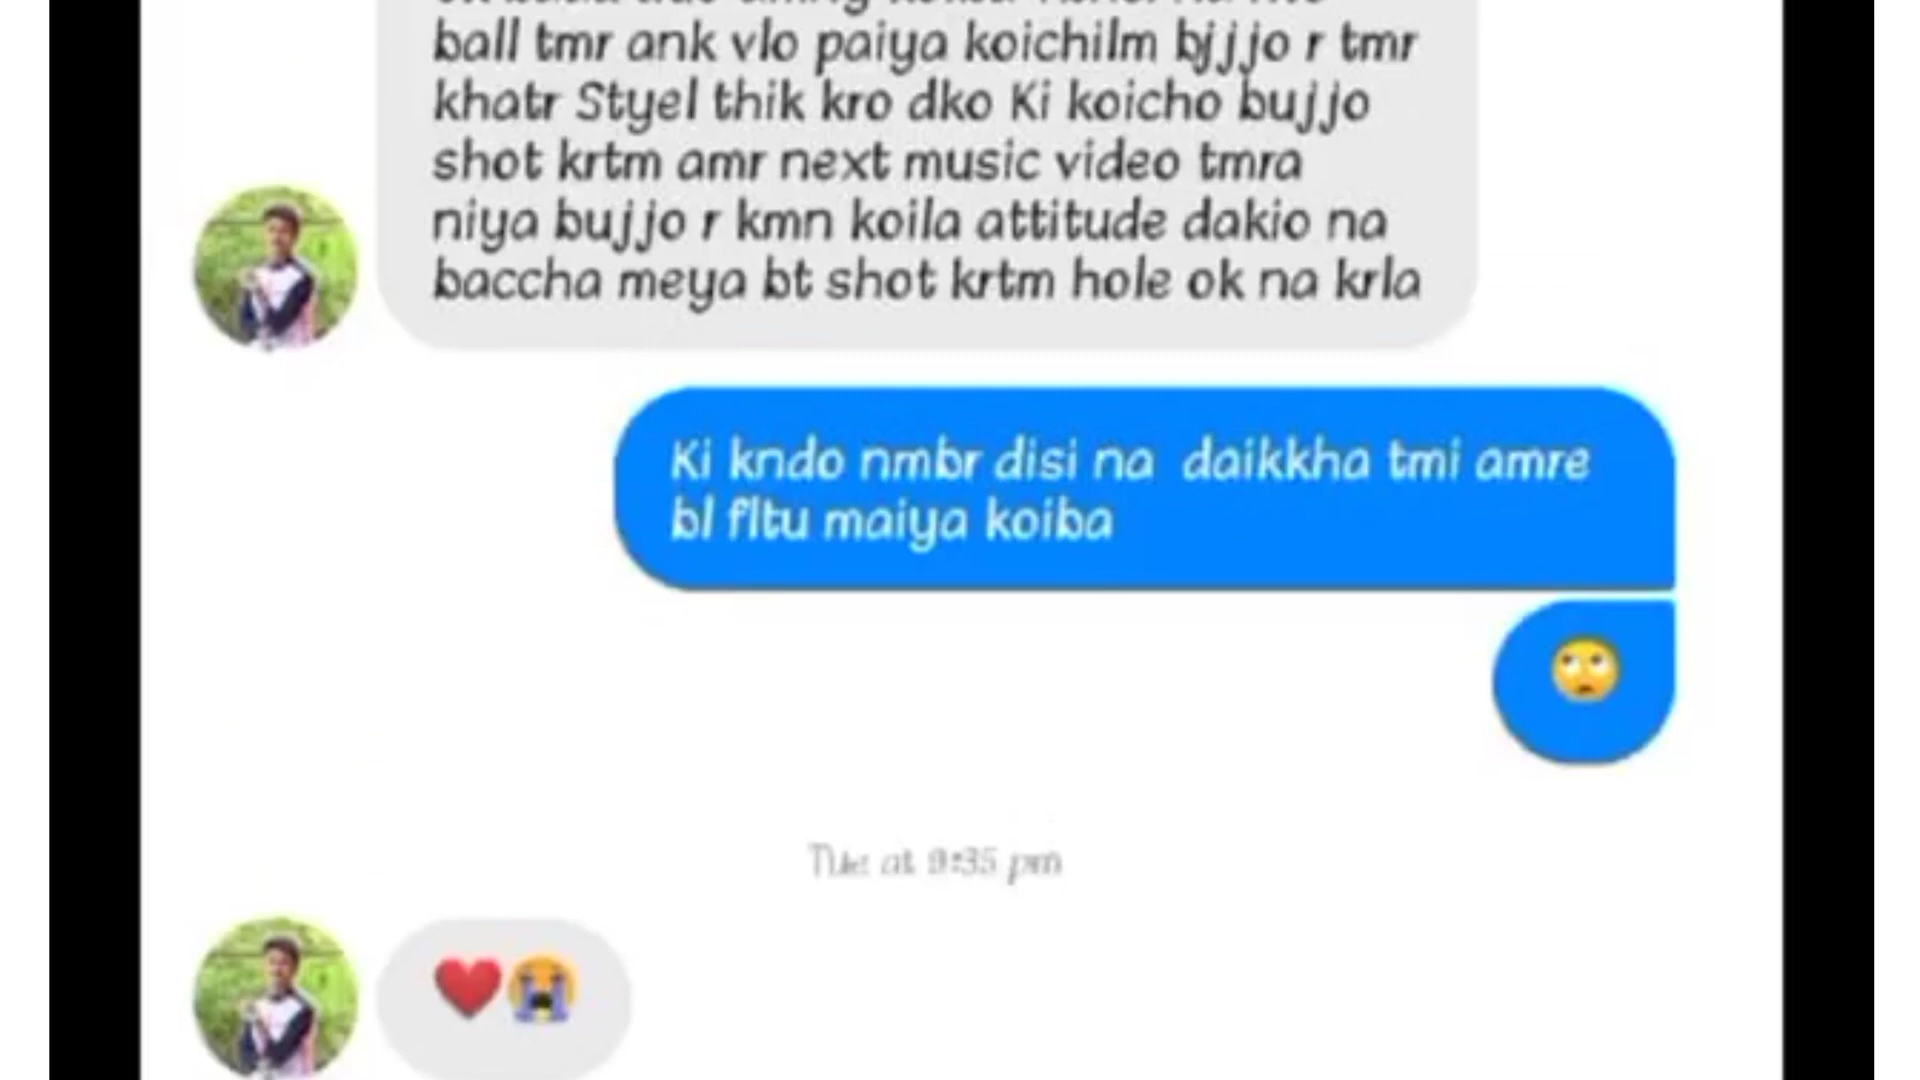 ball tmr ank vlo paiya koichilm bjjjo r tmr
khatr Styel thik kro dko Ki koicho bujjo
shot krtm amr next music video tmra
niya bujjo r kmn koila attitude dakio na
baccha meya bt shot krtm hole ok na krla
Ki kndo nmbr disi na daikkha tmi amre
bl fltu maiya koiba
🙄
Tue at 9:35 pm
❤️😭